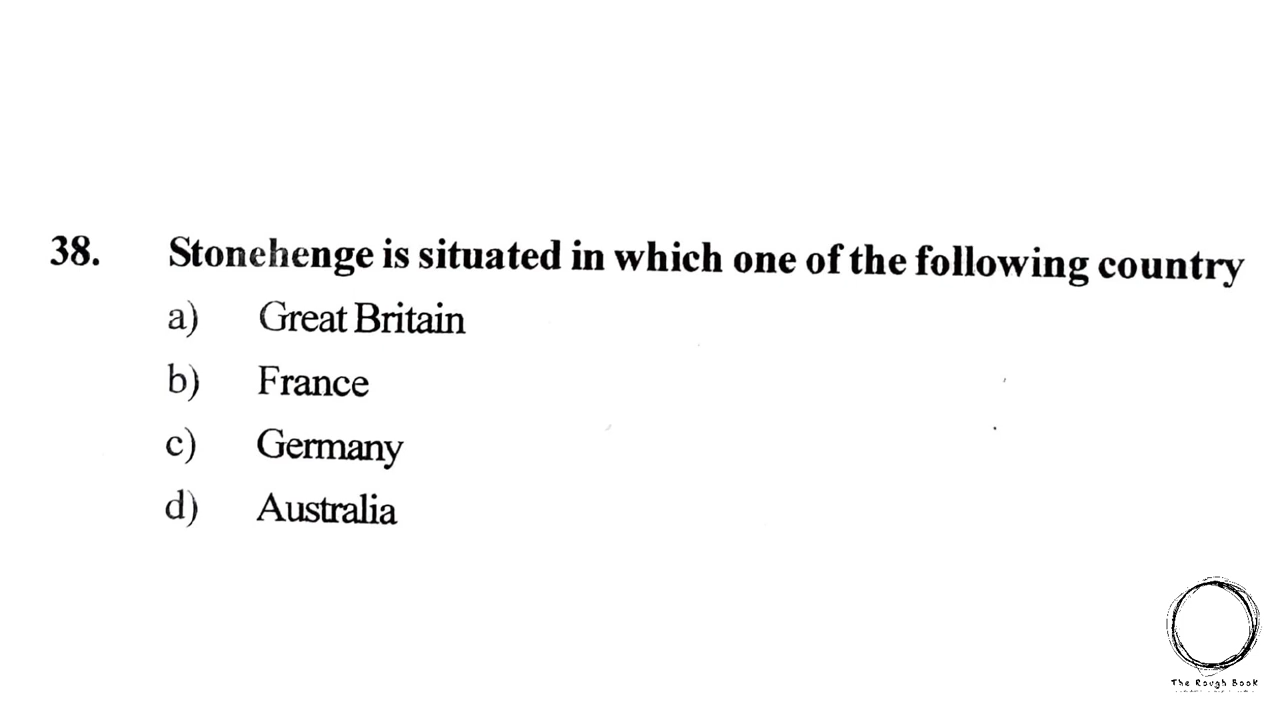 38. Stonehenge is situated in which one of the following country
a) Great Britain
b) France
c) Germany
d) Australia
The Rough Book